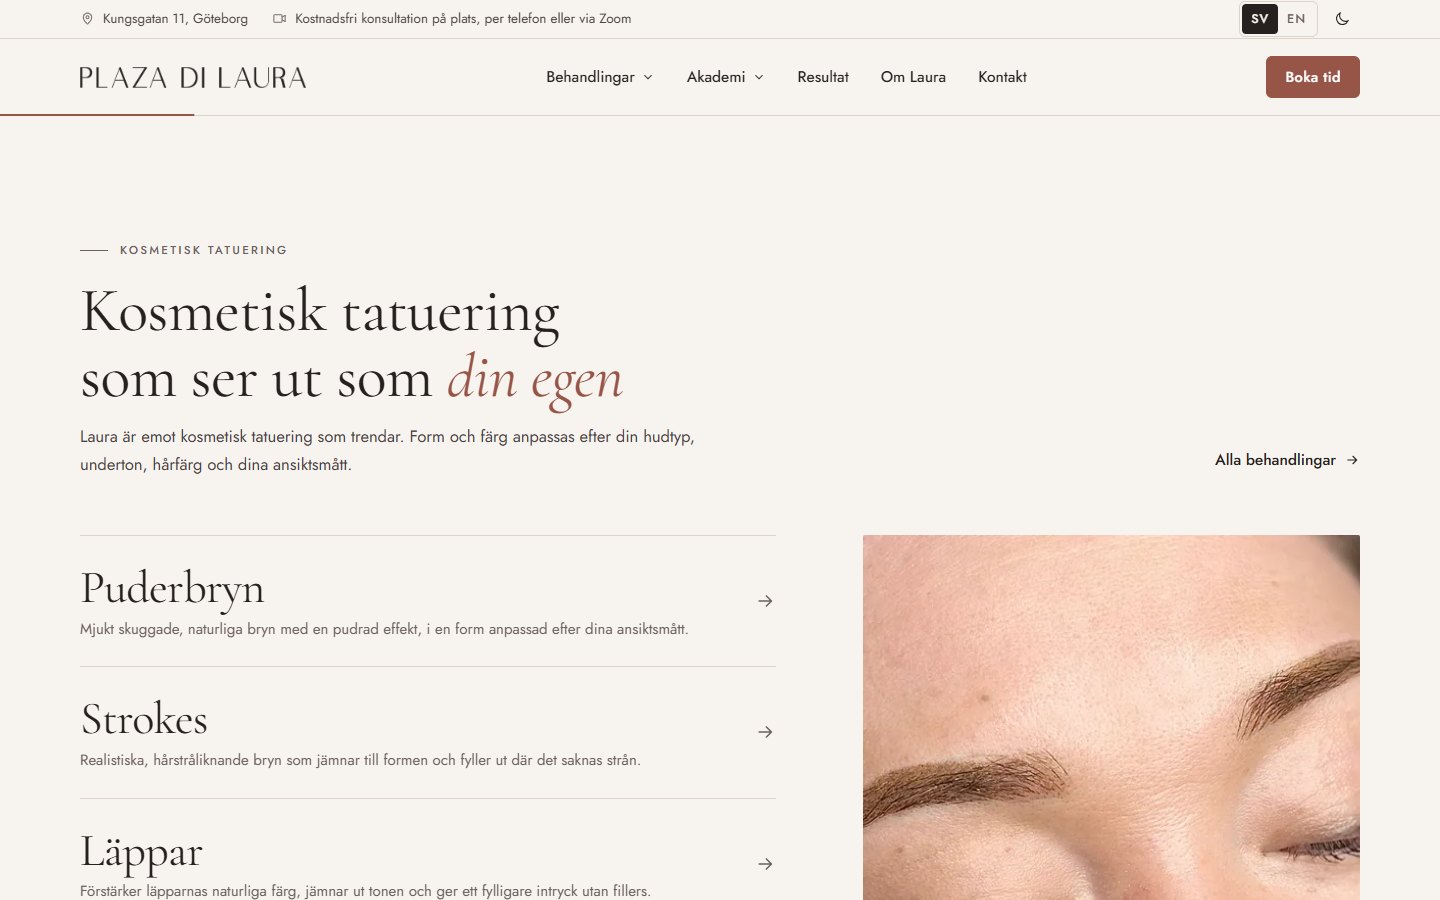 Kungsgatan 11, Göteborg
Kostnadsfri konsultation på plats, per telefon eller via Zoom
SV
EN
PLAZA DI LAURA
Behandlingar
Akademi
Resultat
Om Laura
Kontakt
Boka tid
KOSMETISK TATUERING
Kosmetisk tatuering
som ser ut som din egen
Laura är emot kosmetisk tatuering som trendar. Form och färg anpassas efter din hudtyp,
underton, hårfärg och dina ansiktsmått.
Alla behandlingar
Puderbryn
Mjukt skuggade, naturliga bryn med en pudrad effekt, i en form anpassad efter dina ansiktsmått.
Strokes
Realistiska, hårstråliknande bryn som jämnar till formen och fyller ut där det saknas strån.
Läppar
Förstärker läpparnas naturliga färg, jämnar ut tonen och ger ett fylligare intryck utan fillers.